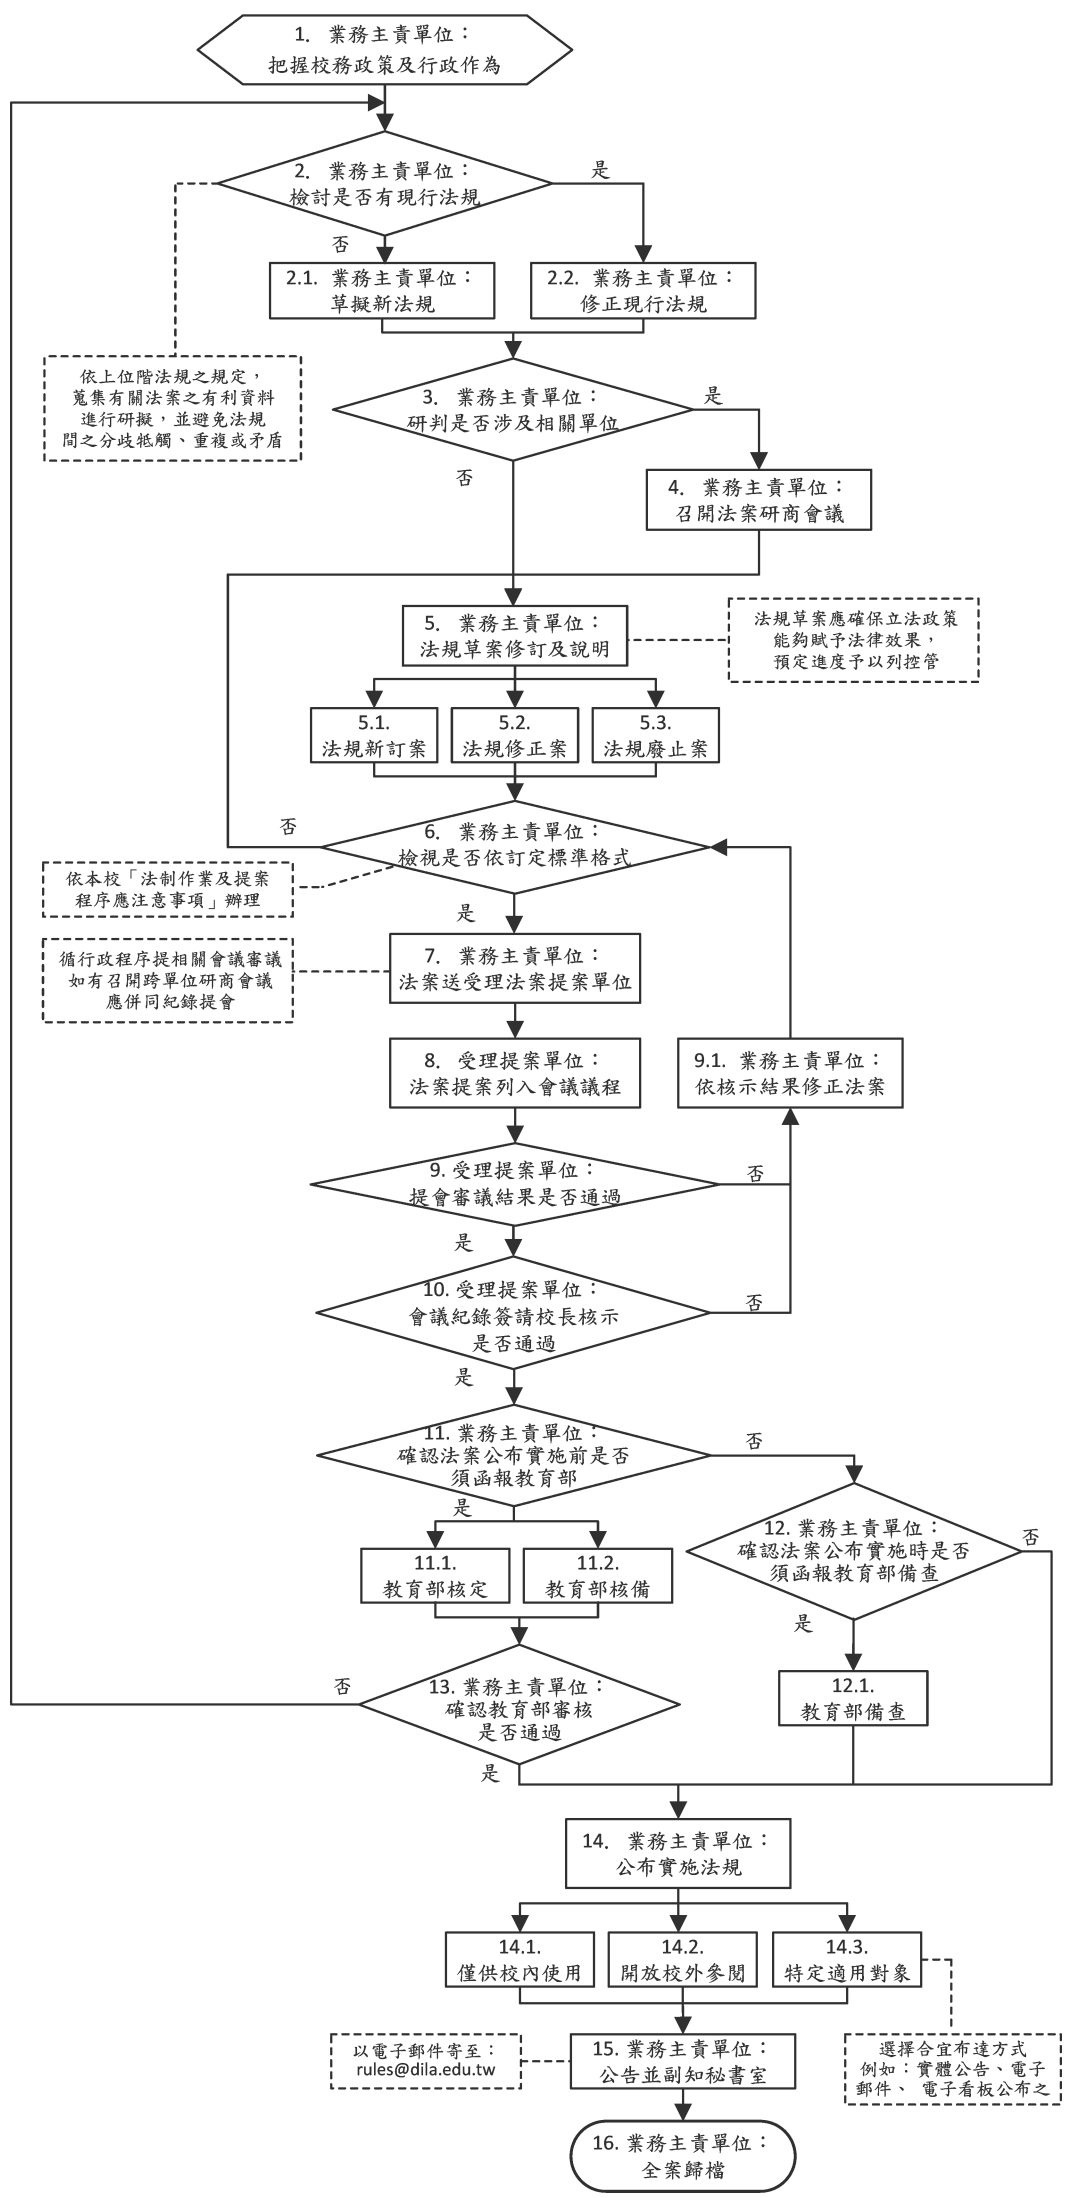 1. 業務主責單位：
把握校務政策及行政作為
2. 業務主責單位：
檢討是否有現行法規
是
否
2.1. 業務主責單位：
草擬新法規
2.2. 業務主責單位：
修正現行法規
依上位階法規之規定，
蒐集有關法案之有利資料
進行研擬，並避免法規
間之分歧牴觸、重複或矛盾
3. 業務主責單位：
研判是否涉及相關單位
是
否
4. 業務主責單位：
召開法案研商會議
5. 業務主責單位：
法規草案修訂及說明
法規草案應確保立法政策
能夠賦予法律效果，
預定進度予以列控管
5.1.
法規新訂案
5.2.
法規修正案
5.3.
法規廢止案
6. 業務主責單位：
檢視是否依訂定標準格式
否
是
依本校「法制作業及提案
程序應注意事項」辦理
7. 業務主責單位：
法案送受理法案提案單位
循行政程序提相關會議審議
如有召開跨單位研商會議
應併同紀錄提會
8. 受理提案單位：
法案提案列入會議議程
9.1. 業務主責單位：
依核示結果修正法案
9. 受理提案單位：
提會審議結果是否通過
否
是
10. 受理提案單位：
會議紀錄簽請校長核示
是否通過
否
是
11. 業務主責單位：
確認法案公布實施前是否
須函報教育部
否
是
12. 業務主責單位：
確認法案公布實施時是否
須函報教育部備查
否
是
11.1.
教育部核定
11.2.
教育部核備
12.1.
教育部備查
13. 業務主責單位：
確認教育部審核
是否通過
否
是
14. 業務主責單位：
公布實施法規
14.1.
僅供校內使用
14.2.
開放校外參閱
14.3.
特定適用對象
以電子郵件寄至：
rules@dila.edu.tw
15. 業務主責單位：
公告並副知秘書室
選擇合宜布達方式
例如：實體公告、電子
郵件、 電子看板公布之
16. 業務主責單位：
全案歸檔